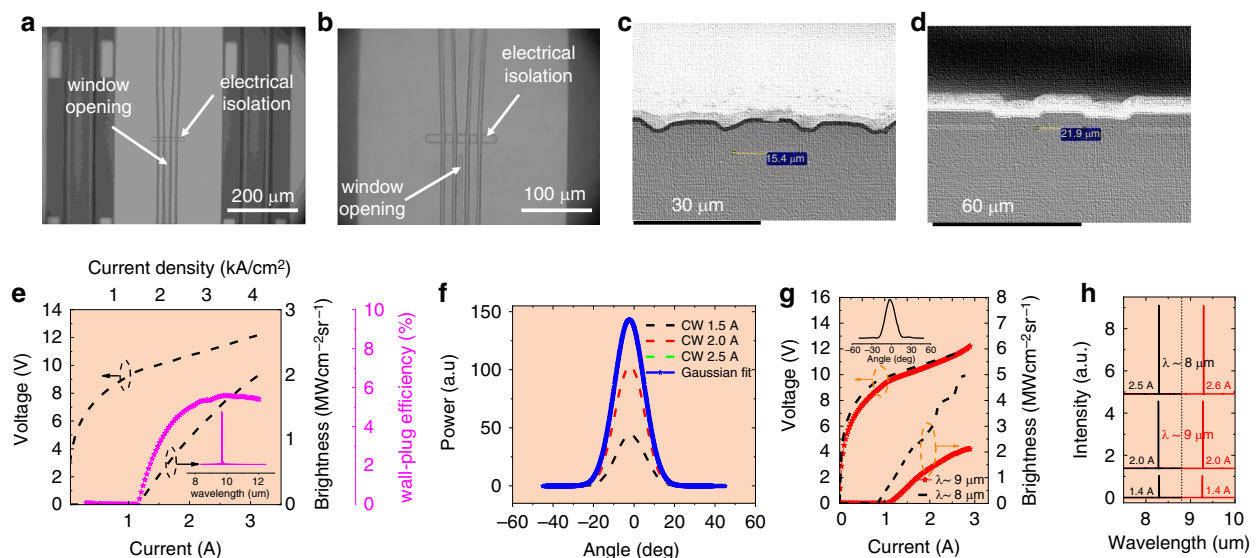 a
window
opening
electrical
isolation
200 μm
b
electrical
isolation
window
opening
100 μm
c
15.4 μm
30 μm
d
21.9 μm
60 μm
e
Current density (kA/cm²)
1 2 3 4
14
12
10
8
6
4
2
0
Voltage (V)
0 1 2 3
Current (A)
3
2
1
0
Brightness (MWcm⁻²sr⁻¹)
10
8
6
4
2
0
wall-plug efficiency (%)
8 10 12
wavelength (um)
f
150
100
50
0
Power (a.u)
CW 1.5 A
CW 2.0 A
CW 2.5 A
Gaussian fit
−60 −40 −20 0 20 40 60
Angle (deg)
g
16
14
12
10
8
6
4
2
0
Voltage (V)
−60 −30 0 30 60
Angle (deg)
8
7
6
5
4
3
2
1
0
Brightness (MWcm⁻²sr⁻¹)
λ~ 9 μm
λ~ 8 μm
0 1 2 3
Current (A)
h
Intensity (a.u.)
8
6
4
2
0
λ ~ 8 μm
2.5 A
2.6 A
λ ~ 9 μm
2.0 A
2.0 A
1.4 A
1.4 A
8 9 10
Wavelength (um)